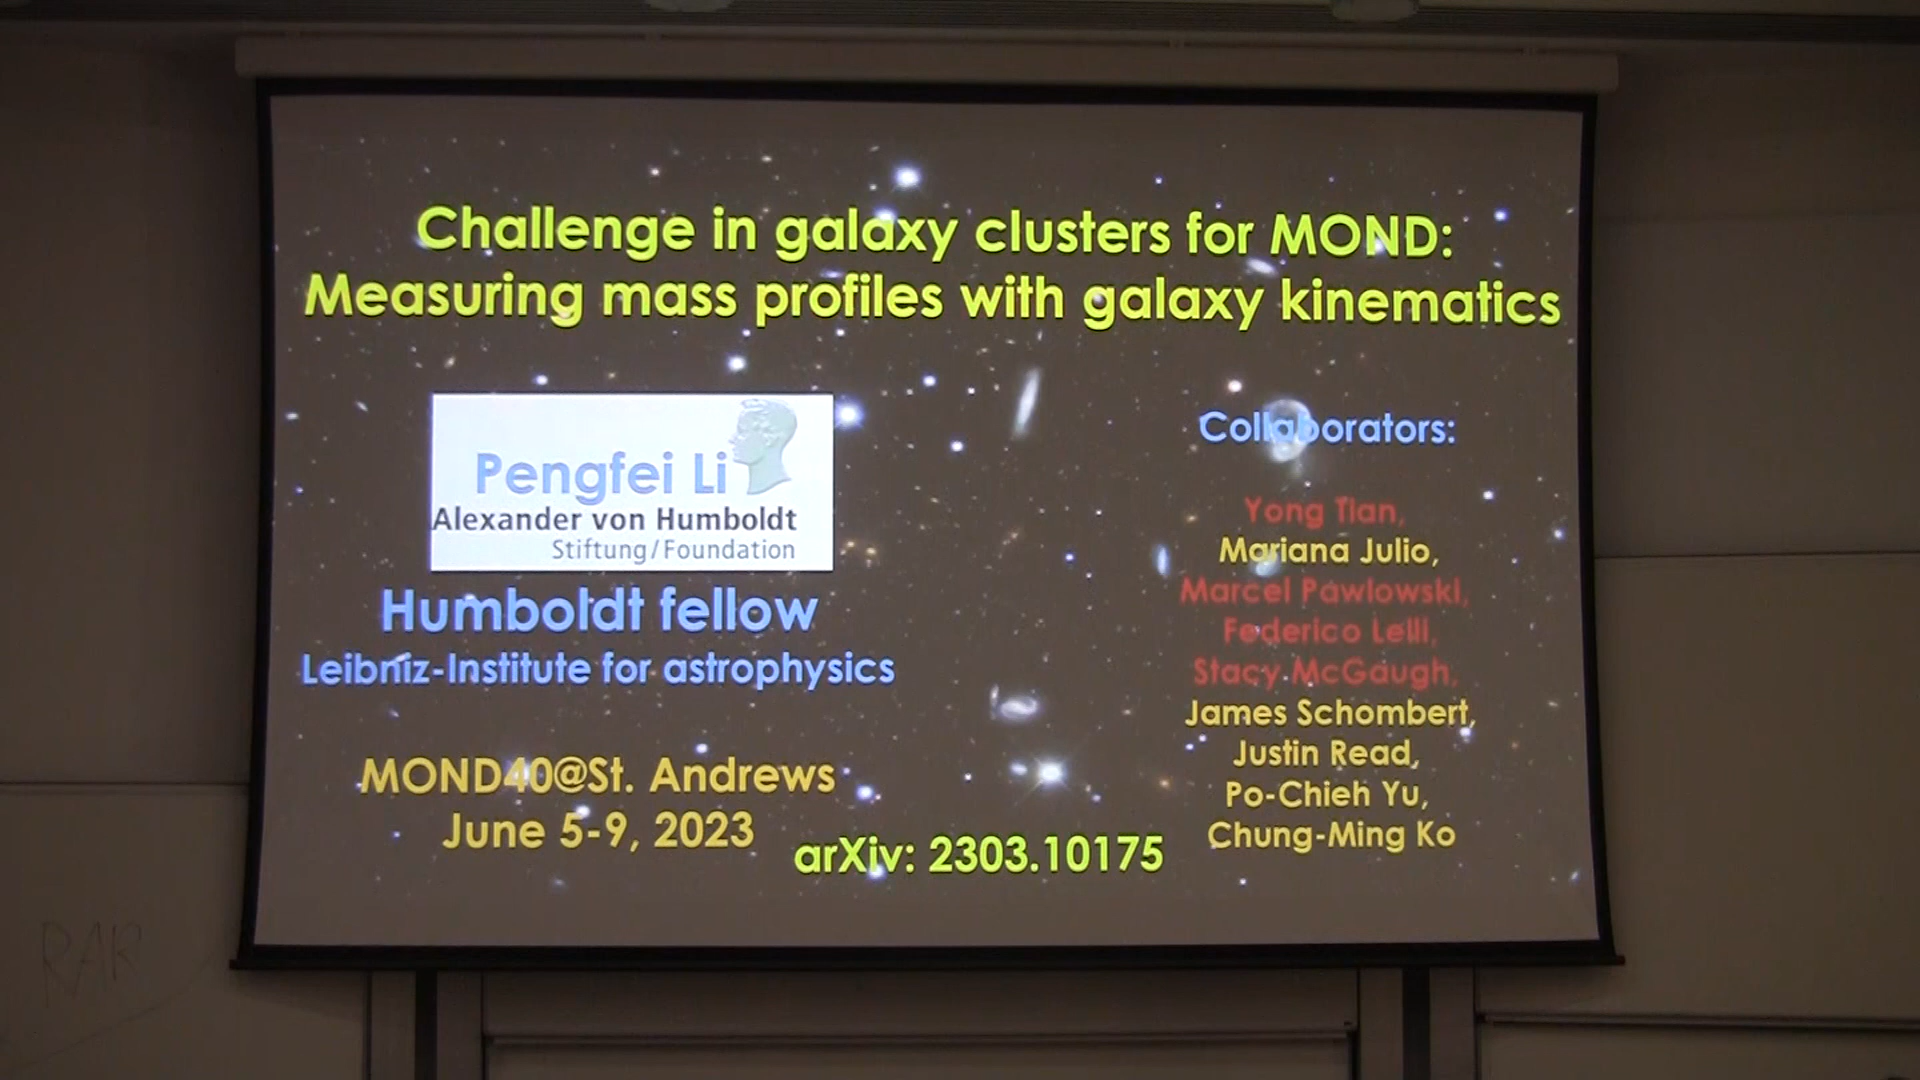 Challenge in galaxy clusters for MOND:
Measuring mass profiles with galaxy kinematics
Pengfei Li
Alexander von Humboldt
Stiftung/Foundation
Humboldt fellow
Leibniz-Institute for astrophysics
MOND40@St. Andrews
June 5-9, 2023
arXiv: 2303.10175
Collaborators:
Yong Tian,
Mariana Julio,
Marcel Pawlowski,
Federico Lelli,
Stacy McGaugh,
James Schombert,
Justin Read,
Po-Chieh Yu,
Chung-Ming Ko
RAR